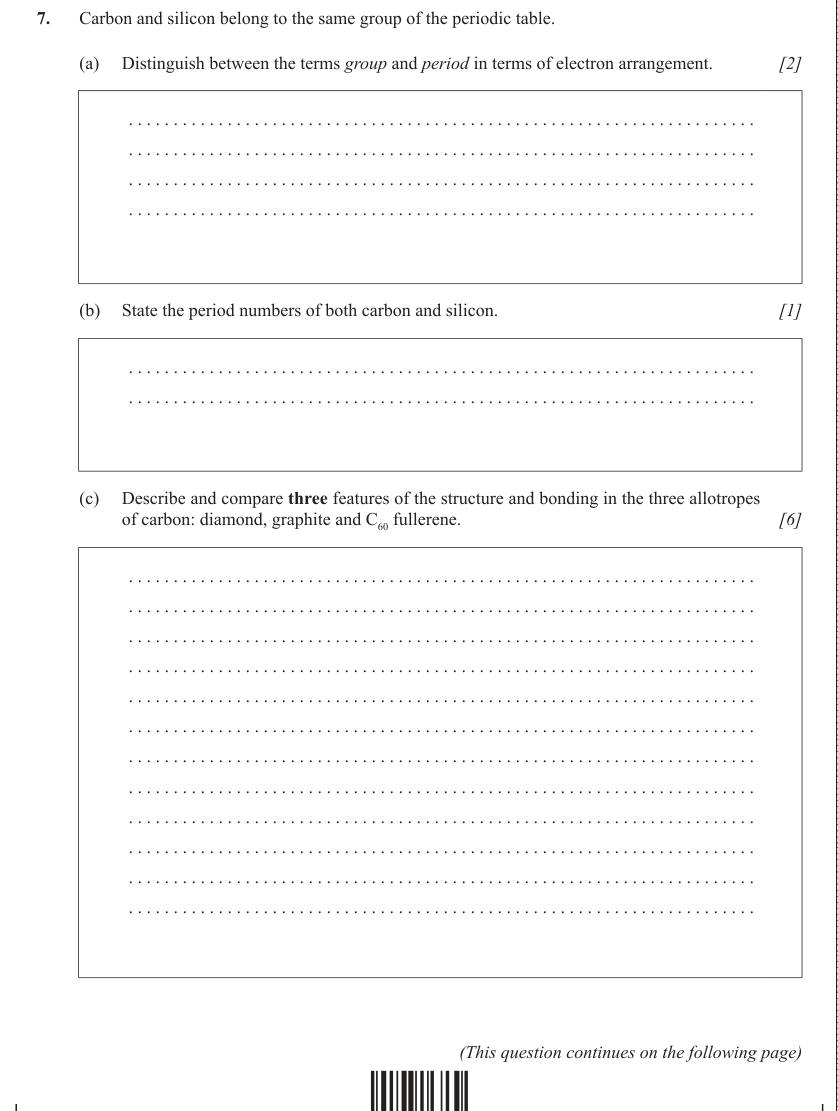 7. Carbon and silicon belong to the same group of the periodic table.
(a) Distinguish between the terms group and period in terms of electron arrangement. [2]
(b) State the period numbers of both carbon and silicon. [1]
(c) Describe and compare three features of the structure and bonding in the three allotropes
of carbon: diamond, graphite and C60 fullerene. [6]
(This question continues on the following page)